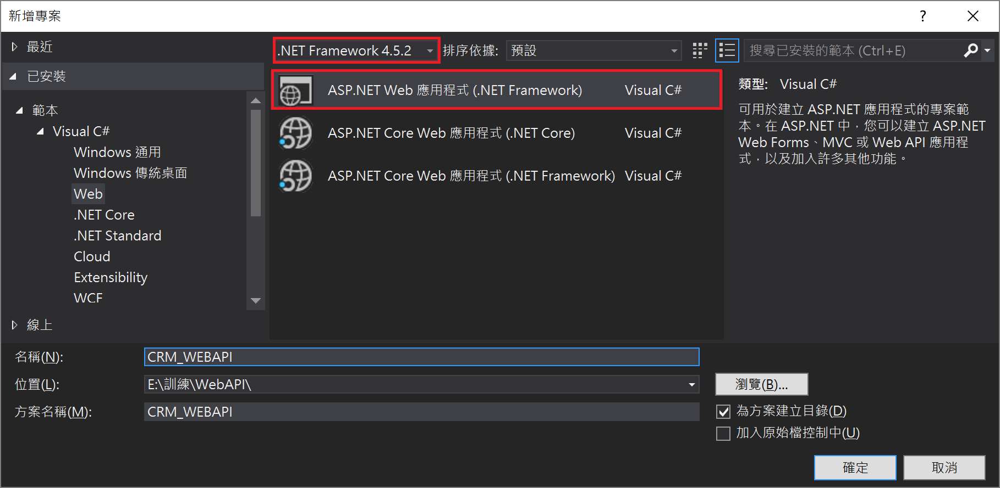 新增專案
?
最近
已安裝
範本
Visual C#
Windows 通用
Windows 傳統桌面
Web
.NET Core
.NET Standard
Cloud
Extensibility
WCF
線上
.NET Framework 4.5.2
排序依據:
預設
搜尋已安裝的範本 (Ctrl+E)
ASP.NET Web 應用程式 (.NET Framework) Visual C#
ASP.NET Core Web 應用程式 (.NET Core) Visual C#
ASP.NET Core Web 應用程式 (.NET Framework) Visual C#
類型: Visual C#
可用於建立 ASP.NET 應用程式的專案範
本。在 ASP.NET 中，您可以建立 ASP.NET
Web Forms、MVC 或 Web API 應用程
式，以及加入許多其他功能。
名稱(N):
CRM_WEBAPI
位置(L):
E:\訓練\WebAPI\
瀏覽(B)...
方案名稱(M):
CRM_WEBAPI
為方案建立目錄(D)
加入原始檔控制中(U)
確定
取消